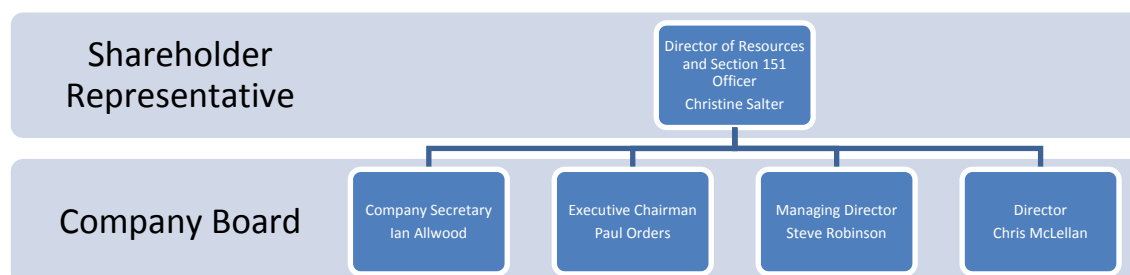 Shareholder
Representative
Director of Resources
and Section 151
Officer
Christine Salter
Company Board
Company Secretary
Ian Allwood
Executive Chairman
Paul Orders
Managing Director
Steve Robinson
Director
Chris McLellan